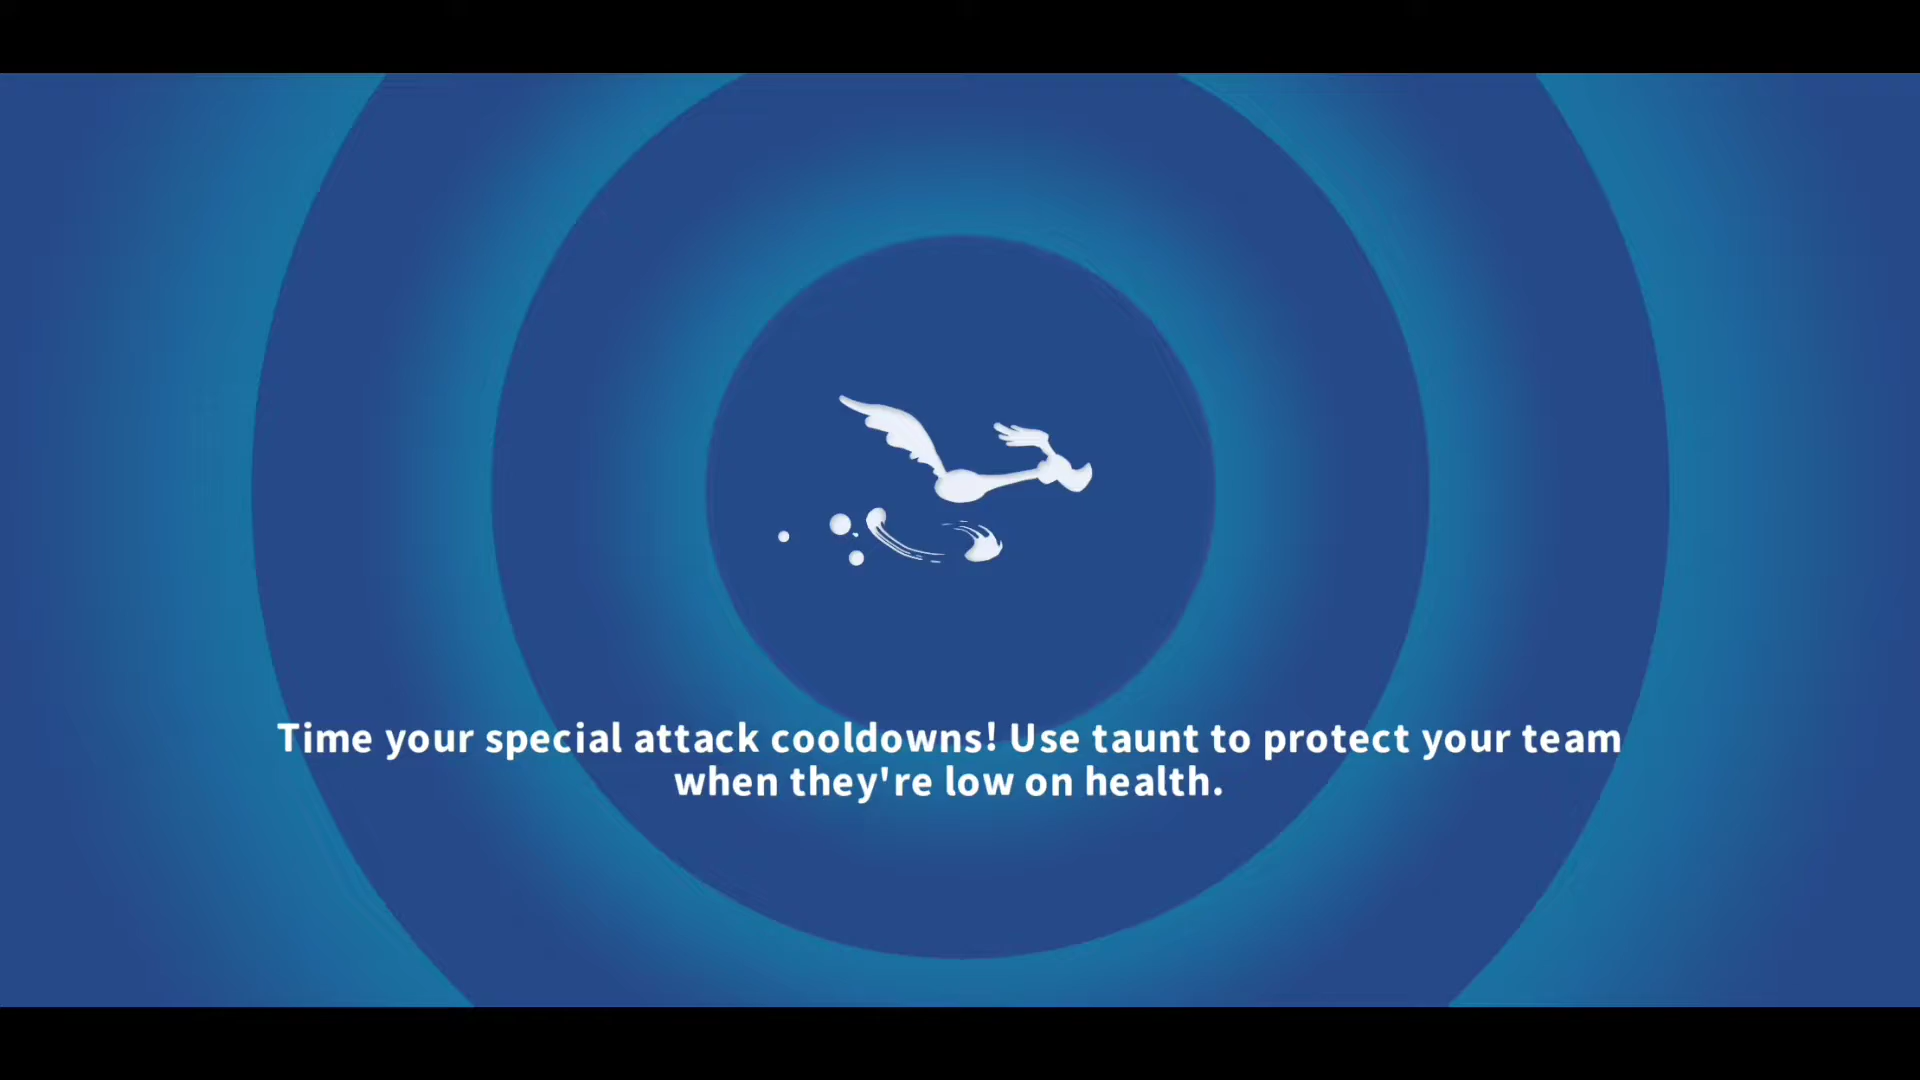 Time your special attack cooldowns! Use taunt to protect your team
when they're low on health.